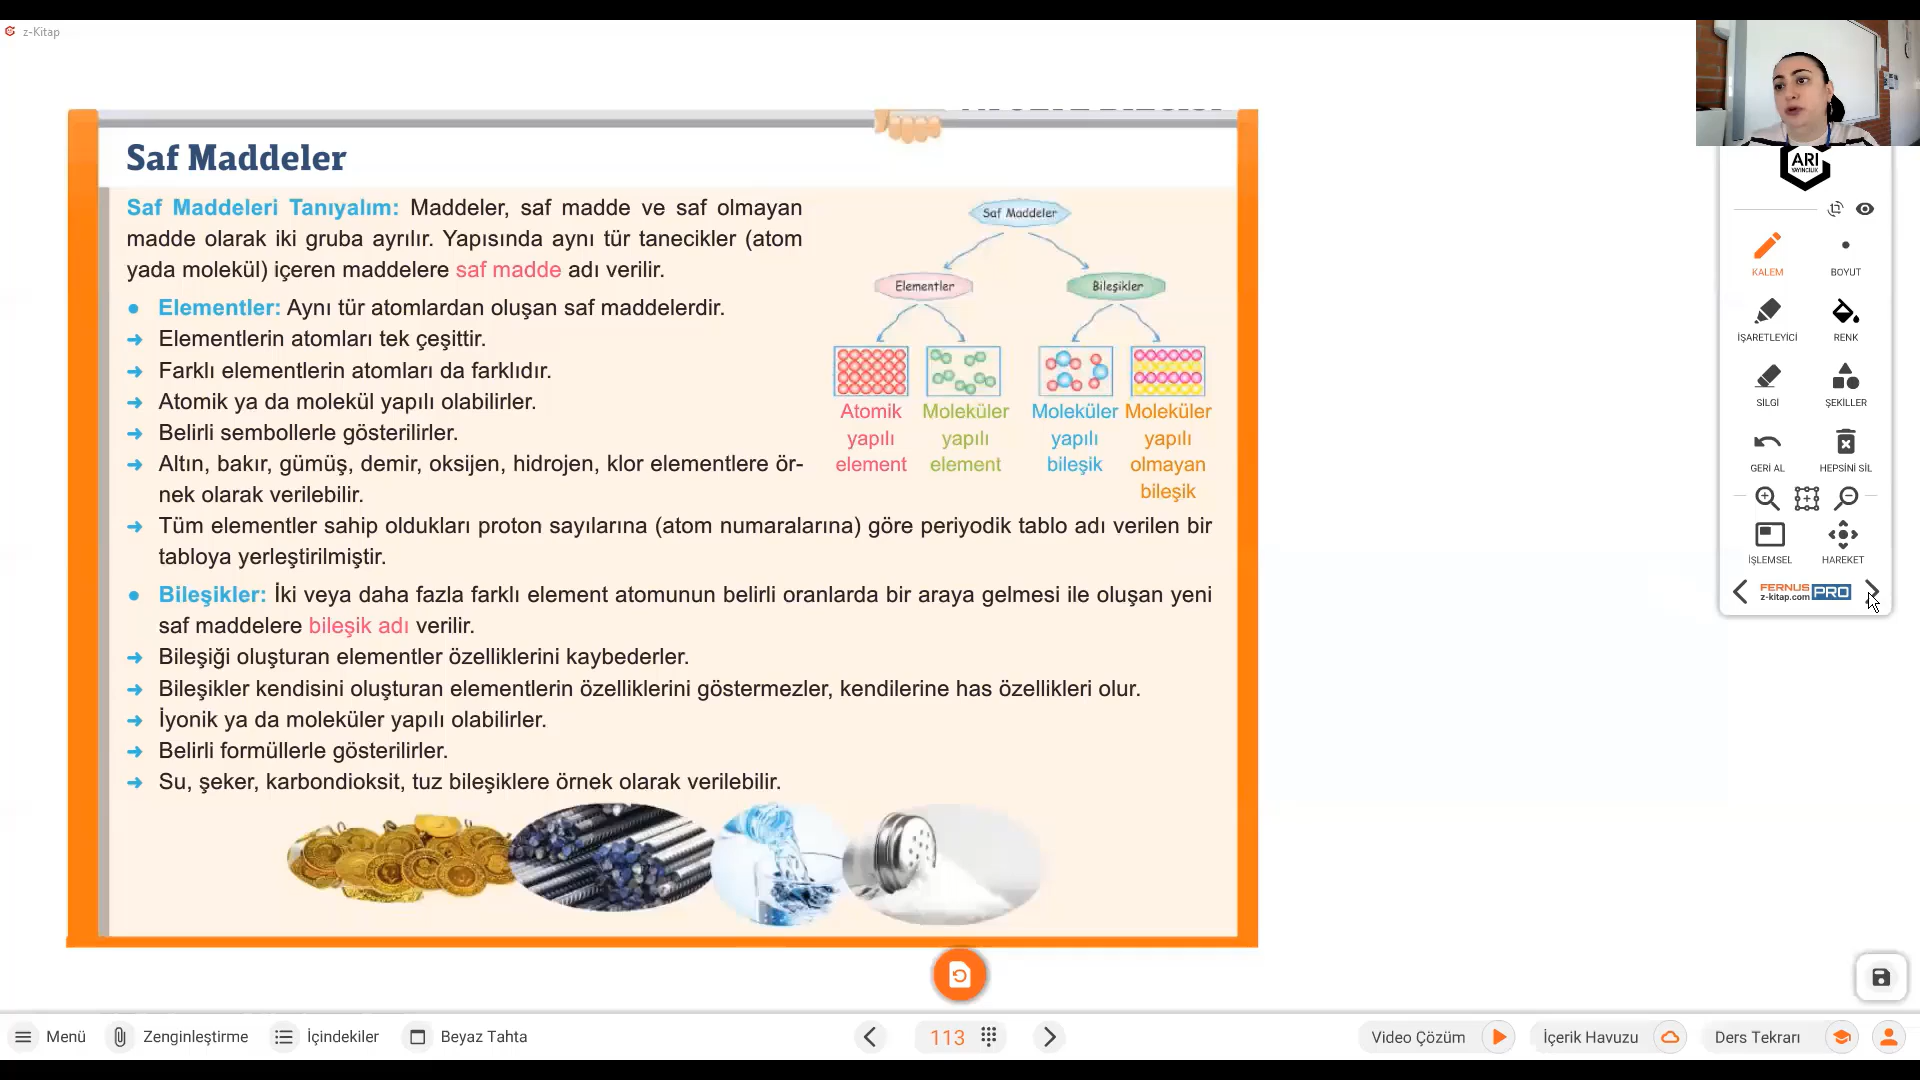 z-Kitap
Saf Maddeler
Saf Maddeleri Tanıyalım: Maddeler, saf madde ve saf olmayan
madde olarak iki gruba ayrılır. Yapısında aynı tür tanecikler (atom
yada molekül) içeren maddelere saf madde adı verilir.
● Elementler: Aynı tür atomlardan oluşan saf maddelerdir.
➔ Elementlerin atomları tek çeşittir.
➔ Farklı elementlerin atomları da farklıdır.
➔ Atomik ya da molekül yapılı olabilirler.
➔ Belirli sembollerle gösterilirler.
➔ Altın, bakır, gümüş, demir, oksijen, hidrojen, klor elementlere ör-
nek olarak verilebilir.
Saf Maddeler
Elementler
Bileşikler
Atomik
yapılı
element
Moleküler
yapılı
element
Moleküler
yapılı
bileşik
Moleküler
yapılı
olmayan
bileşik
➔ Tüm elementler sahip oldukları proton sayılarına (atom numaralarına) göre periyodik tablo adı verilen bir
tabloya yerleştirilmiştir.
● Bileşikler: İki veya daha fazla farklı element atomunun belirli oranlarda bir araya gelmesi ile oluşan yeni
saf maddelere bileşik adı verilir.
➔ Bileşiği oluşturan elementler özelliklerini kaybederler.
➔ Bileşikler kendisini oluşturan elementlerin özelliklerini göstermezler, kendilerine has özellikleri olur.
➔ İyonik ya da moleküler yapılı olabilirler.
➔ Belirli formüllerle gösterilirler.
➔ Su, şeker, karbondioksit, tuz bileşiklere örnek olarak verilebilir.
ARI
YAYINCILIK
KALEM
BOYUT
İŞARETLEYİCİ
RENK
SİLGİ
ŞEKİLLER
GERİ AL
HEPSİNİ SİL
İŞLEMSEL
HAREKET
FERNUS
z-kitap.com
PRO
Menü
Zenginleştirme
İçindekiler
Beyaz Tahta
113
Video Çözüm
İçerik Havuzu
Ders Tekrarı